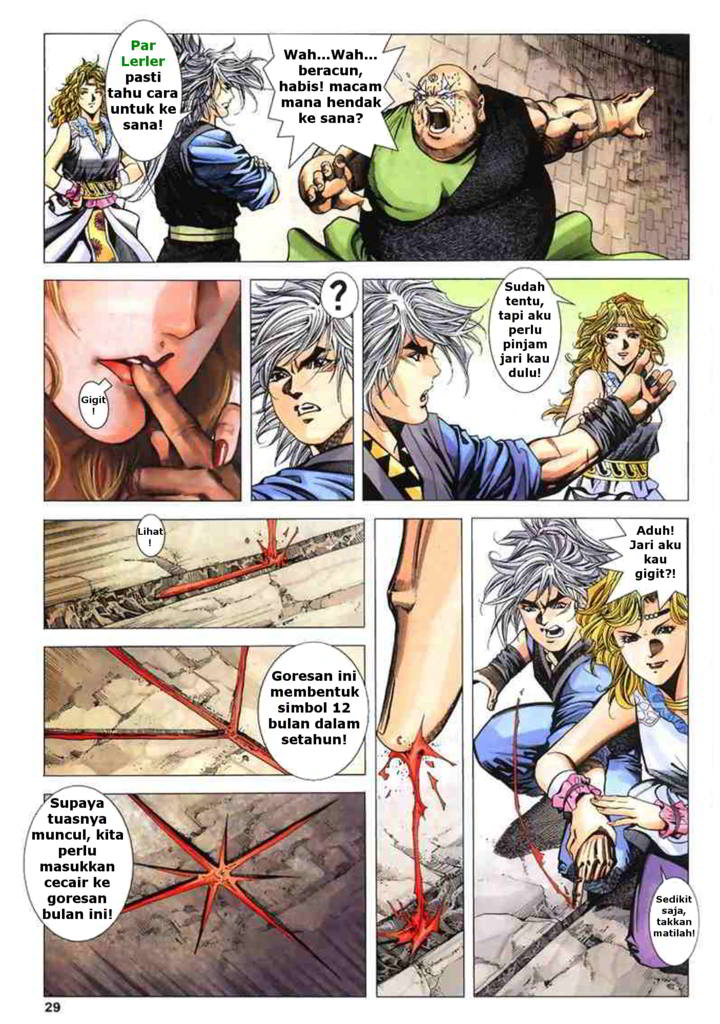 Par
Lerler
pasti
tahu cara
untuk ke
sana!
Wah...Wah...
beracun,
habis! macam
mana hendak
ke sana?
Gigit
!
?
Sudah
tentu,
tapi aku
perlu
pinjam
jari kau
dulu!
Lihat
!
Aduh!
Jari aku
kau
gigit?!
Goresan ini
membentuk
simbol 12
bulan dalam
setahun!
Supaya
tuasnya
muncul, kita
perlu
masukkan
cecair ke
goresan
bulan ini!
Sedikit
saja,
takkan
matilah!
29